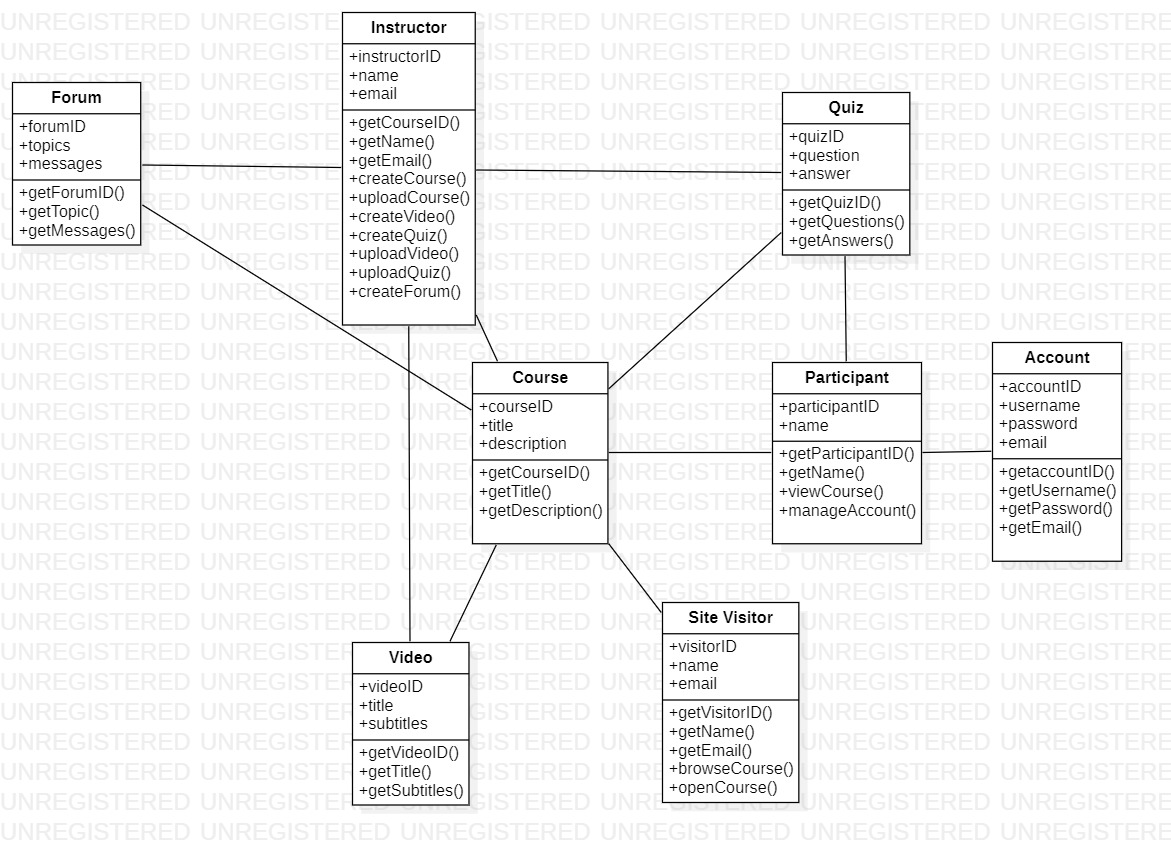 Instructor
+instructorID
+name
+email
+getCourseID()
+getName()
+getEmail()
+createCourse()
+uploadCourse()
+createVideo()
+createQuiz()
+uploadVideo()
+uploadQuiz()
+createForum()
Forum
+forumID
+topics
+messages
+getForumID()
+getTopic()
+getMessages()
Quiz
+quizID
+question
+answer
+getQuizID()
+getQuestions()
+getAnswers()
Course
+courseID
+title
+description
+getCourseID()
+getTitle()
+getDescription()
Participant
+participantID
+name
+getParticipantID()
+getName()
+viewCourse()
+manageAccount()
Account
+accountID
+username
+password
+email
+getaccountID()
+getUsername()
+getPassword()
+getEmail()
Video
+videoID
+title
+subtitles
+getVideoID()
+getTitle()
+getSubtitles()
Site Visitor
+visitorID
+name
+email
+getVisitorID()
+getName()
+getEmail()
+browseCourse()
+openCourse()
UNREGISTERED UNREGISTERED UNREGISTERED UNREGISTERED UNREGISTERED UNREGISTERE